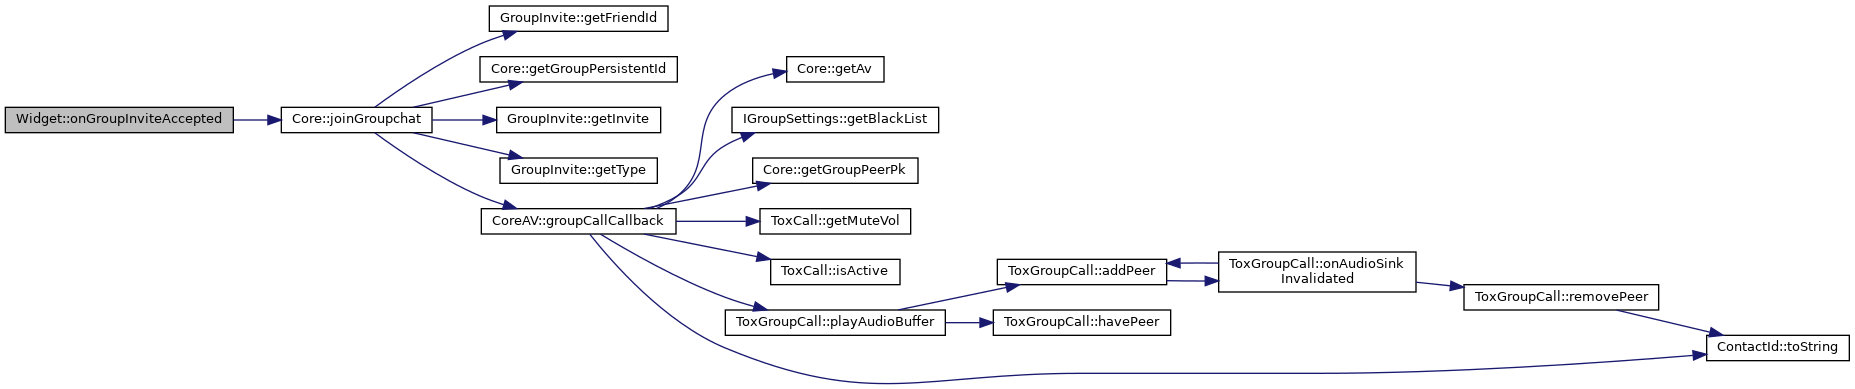 Widget::onGroupInviteAccepted
Core::joinGroupchat
GroupInvite::getFriendId
Core::getGroupPersistentId
GroupInvite::getInvite
GroupInvite::getType
CoreAV::groupCallCallback
Core::getAv
IGroupSettings::getBlackList
Core::getGroupPeerPk
ToxCall::getMuteVol
ToxCall::isActive
ToxGroupCall::playAudioBuffer
ToxGroupCall::addPeer
ToxGroupCall::havePeer
ToxGroupCall::onAudioSink
Invalidated
ToxGroupCall::removePeer
ContactId::toString